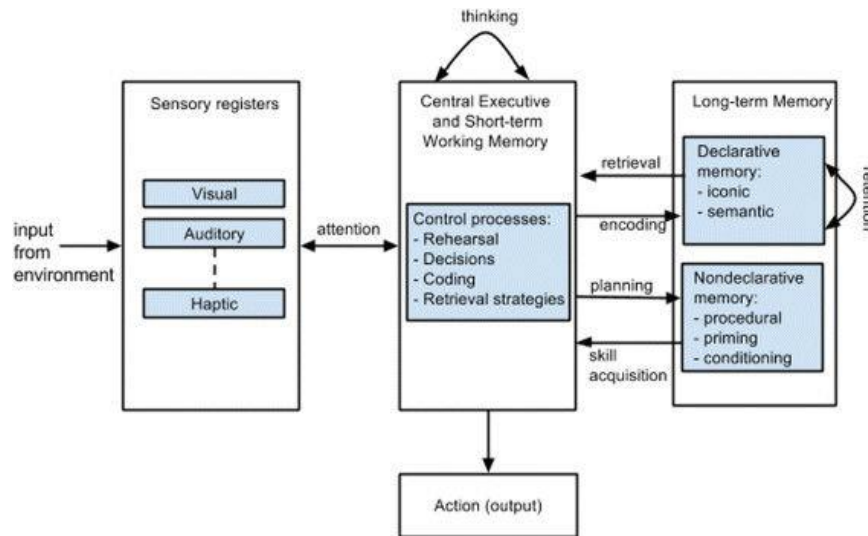 thinking
Sensory registers
Visual
Auditory
Haptic
input
from
environment
attention
Central Executive
and Short-term
Working Memory
Control processes:
- Rehearsal
- Decisions
- Coding
- Retrieval strategies
retrieval
encoding
planning
skill
acquisition
Long-term Memory
Declarative
memory:
- iconic
- semantic
retention
Nondeclarative
memory:
- procedural
- priming
- conditioning
Action (output)